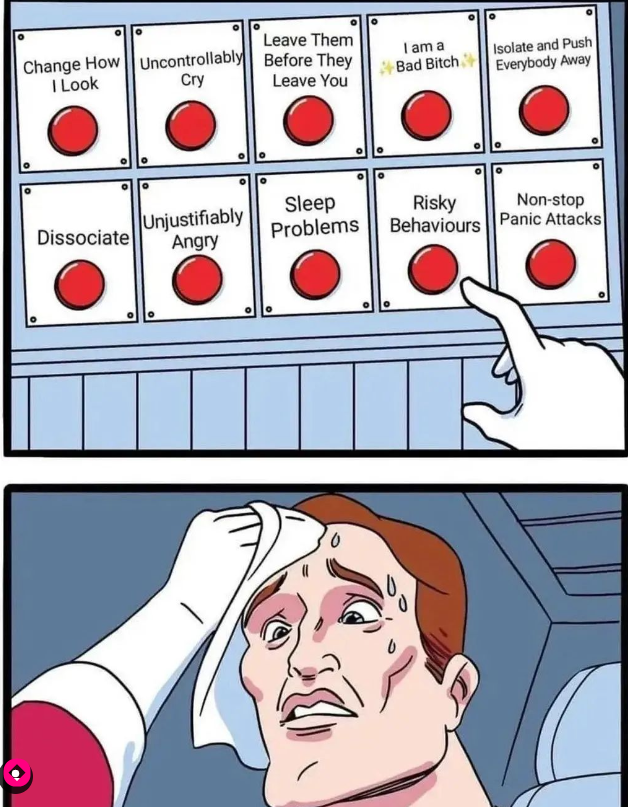 Change How
I Look
Uncontrollably
Cry
Leave Them
Before They
Leave You
I am a
✨Bad Bitch✨
Isolate and Push
Everybody Away
Dissociate
Unjustifiably
Angry
Sleep
Problems
Risky
Behaviours
Non-stop
Panic Attacks